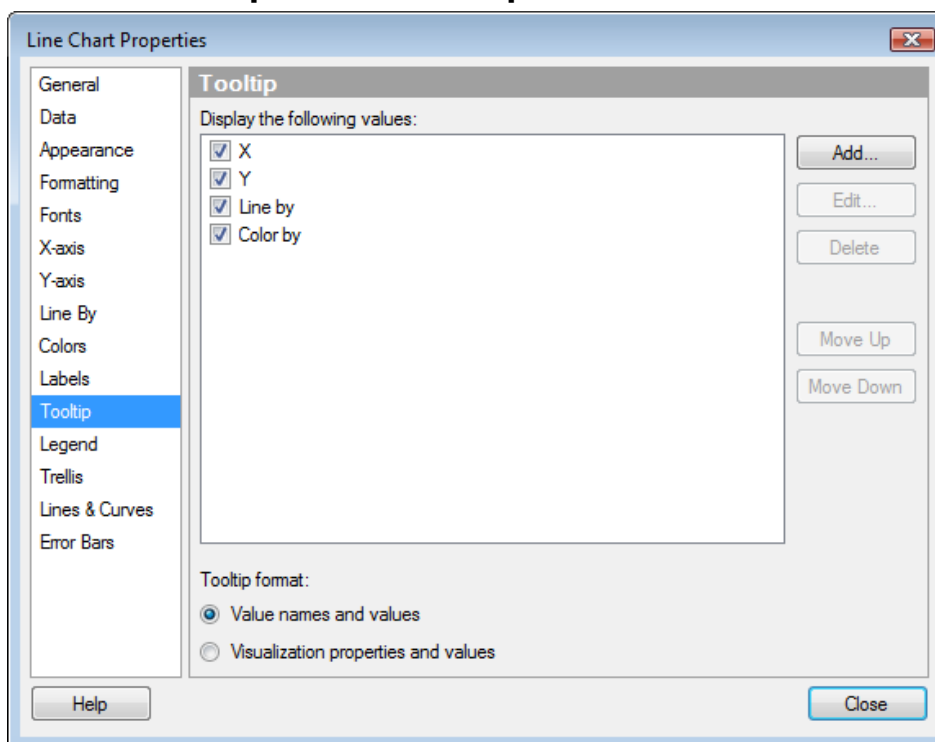 Line Chart Properties
General
Data
Appearance
Formatting
Fonts
X-axis
Y-axis
Line By
Colors
Labels
Tooltip
Legend
Trellis
Lines & Curves
Error Bars
Tooltip
Display the following values:
X
Y
Line by
Color by
Add...
Edit...
Delete
Move Up
Move Down
Tooltip format:
Value names and values
Visualization properties and values
Help
Close